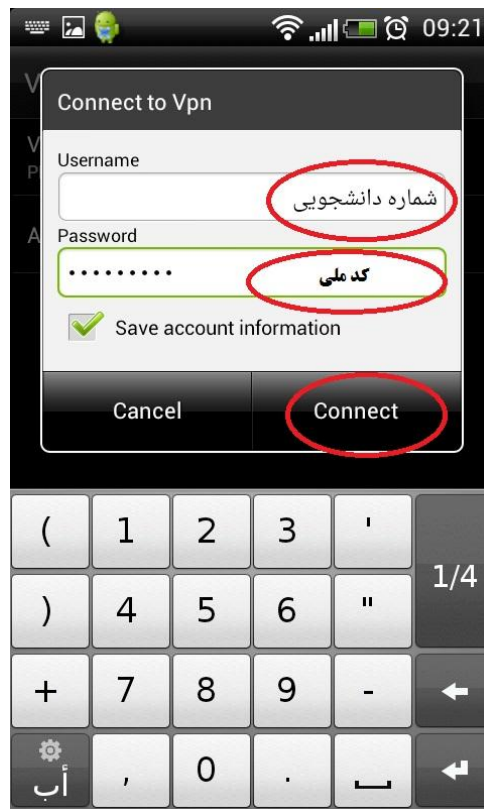 09:21
V
Connect to Vpn
V
P
Username
شماره دانشجویی
A
Password
••••••••• کد ملی
Save account information
Cancel Connect
( 1 2 3 ' 1/4
) 4 5 6 "
+ 7 8 9 -
أب , 0 .